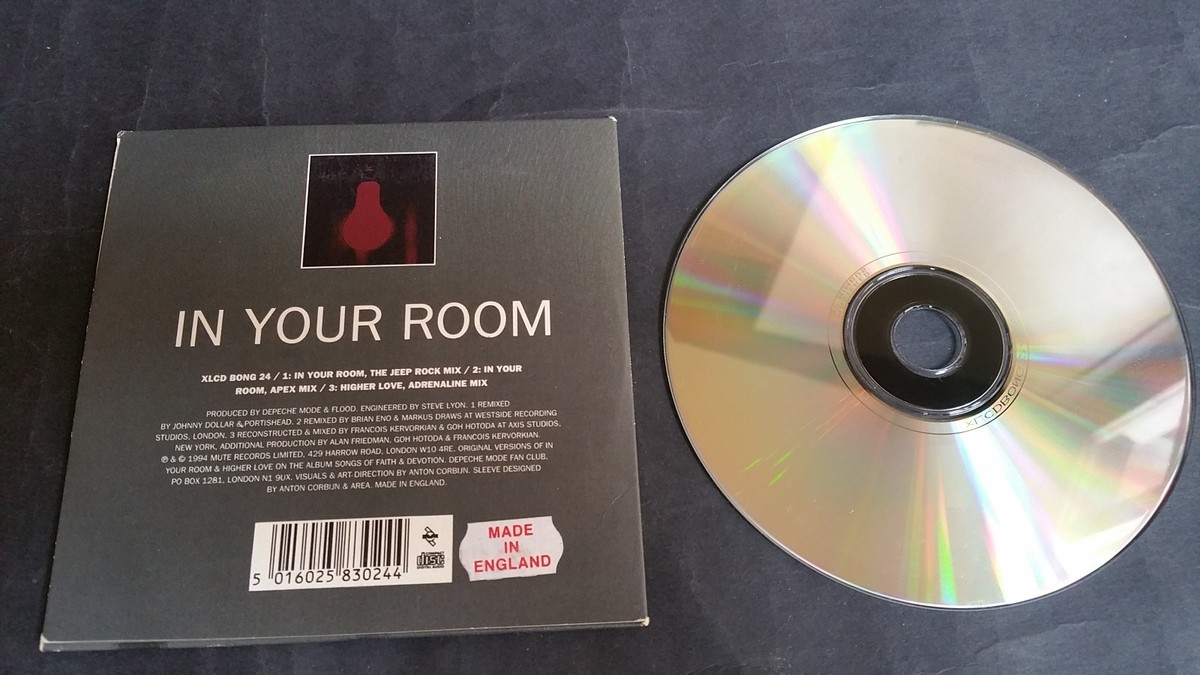 IN YOUR ROOM
XLCD BONG 24 / 1: IN YOUR ROOM, THE JEEP ROCK MIX / 2: IN YOUR
ROOM, APEX MIX / 3: HIGHER LOVE, ADRENALINE MIX
PRODUCED BY DEPECHE MODE & FLOOD. ENGINEERED BY STEVE LYON. 1 REMIXED
BY JOHNNY DOLLAR & PORTISHEAD. 2 REMIXED BY BRIAN ENO & MARKUS DRAWS AT WESTSIDE RECORDING
STUDIOS, LONDON. 3 RECONSTRUCTED & MIXED BY FRANCOIS KERVORKIAN & GOH HOTODA AT AXIS STUDIOS,
NEW YORK, ADDITIONAL PRODUCTION BY ALAN FRIEDMAN, GOH HOTODA & FRANCOIS KERVORKIAN.
℗ & © 1994 MUTE RECORDS LIMITED, 429 HARROW ROAD, LONDON W10 4RE. ORIGINAL VERSIONS OF IN
YOUR ROOM & HIGHER LOVE ON THE ALBUM SONGS OF FAITH & DEVOTION. DEPECHE MODE FAN CLUB.
PO BOX 1281, LONDON N1 9UX. VISUALS & ART-DIRECTION BY ANTON CORBIJN. SLEEVE DESIGNED
BY ANTON CORBIJN & AREA. MADE IN ENGLAND.
5 016025 830244
COMPACT
disc
DIGITAL AUDIO
MADE
IN
ENGLAND